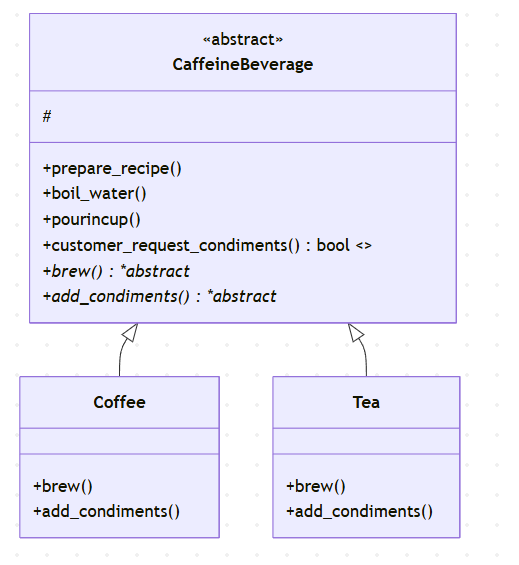 «abstract»
CaffeineBeverage
#
+prepare_recipe()
+boil_water()
+pourincup()
+customer_request_condiments() : bool <>
+brew() : *abstract
+add_condiments() : *abstract
Coffee
+brew()
+add_condiments()
Tea
+brew()
+add_condiments()